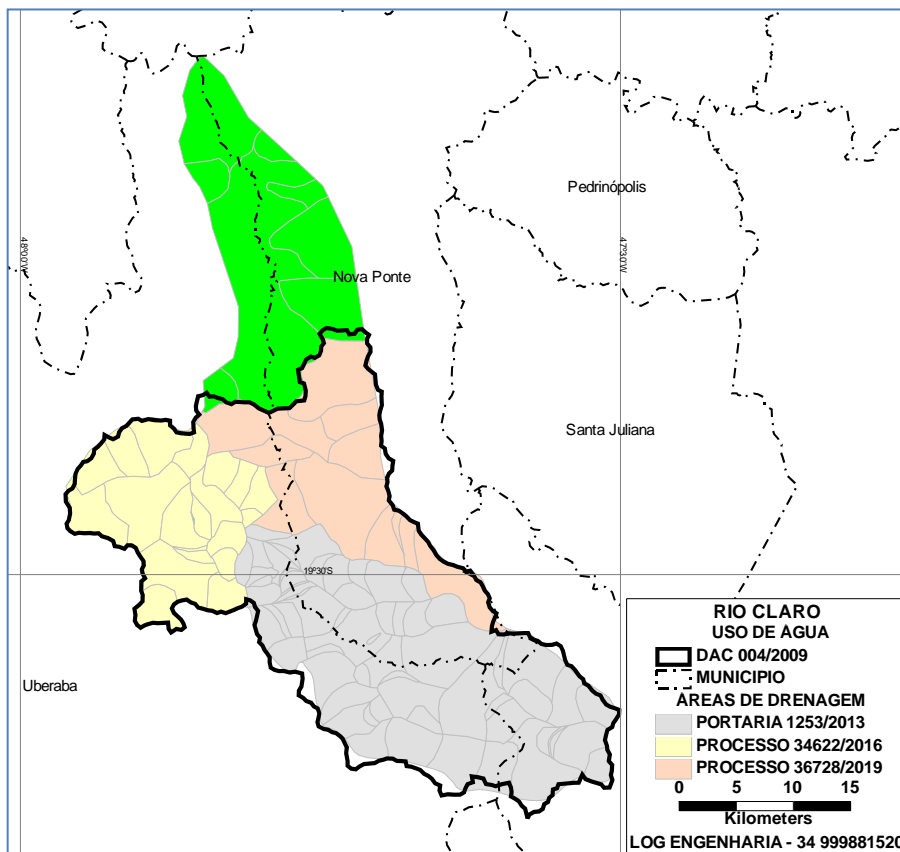 Pedrinópolis
48°0'0"W
47°30'W
Nova Ponte
Santa Juliana
19°30'S
Uberaba
RIO CLARO
USO DE AGUA
DAC 004/2009
MUNICIPIO
AREAS DE DRENAGEM
PORTARIA 1253/2013
PROCESSO 34622/2016
PROCESSO 36728/2019
0 5 10 15
Kilometers
LOG ENGENHARIA - 34 999881520